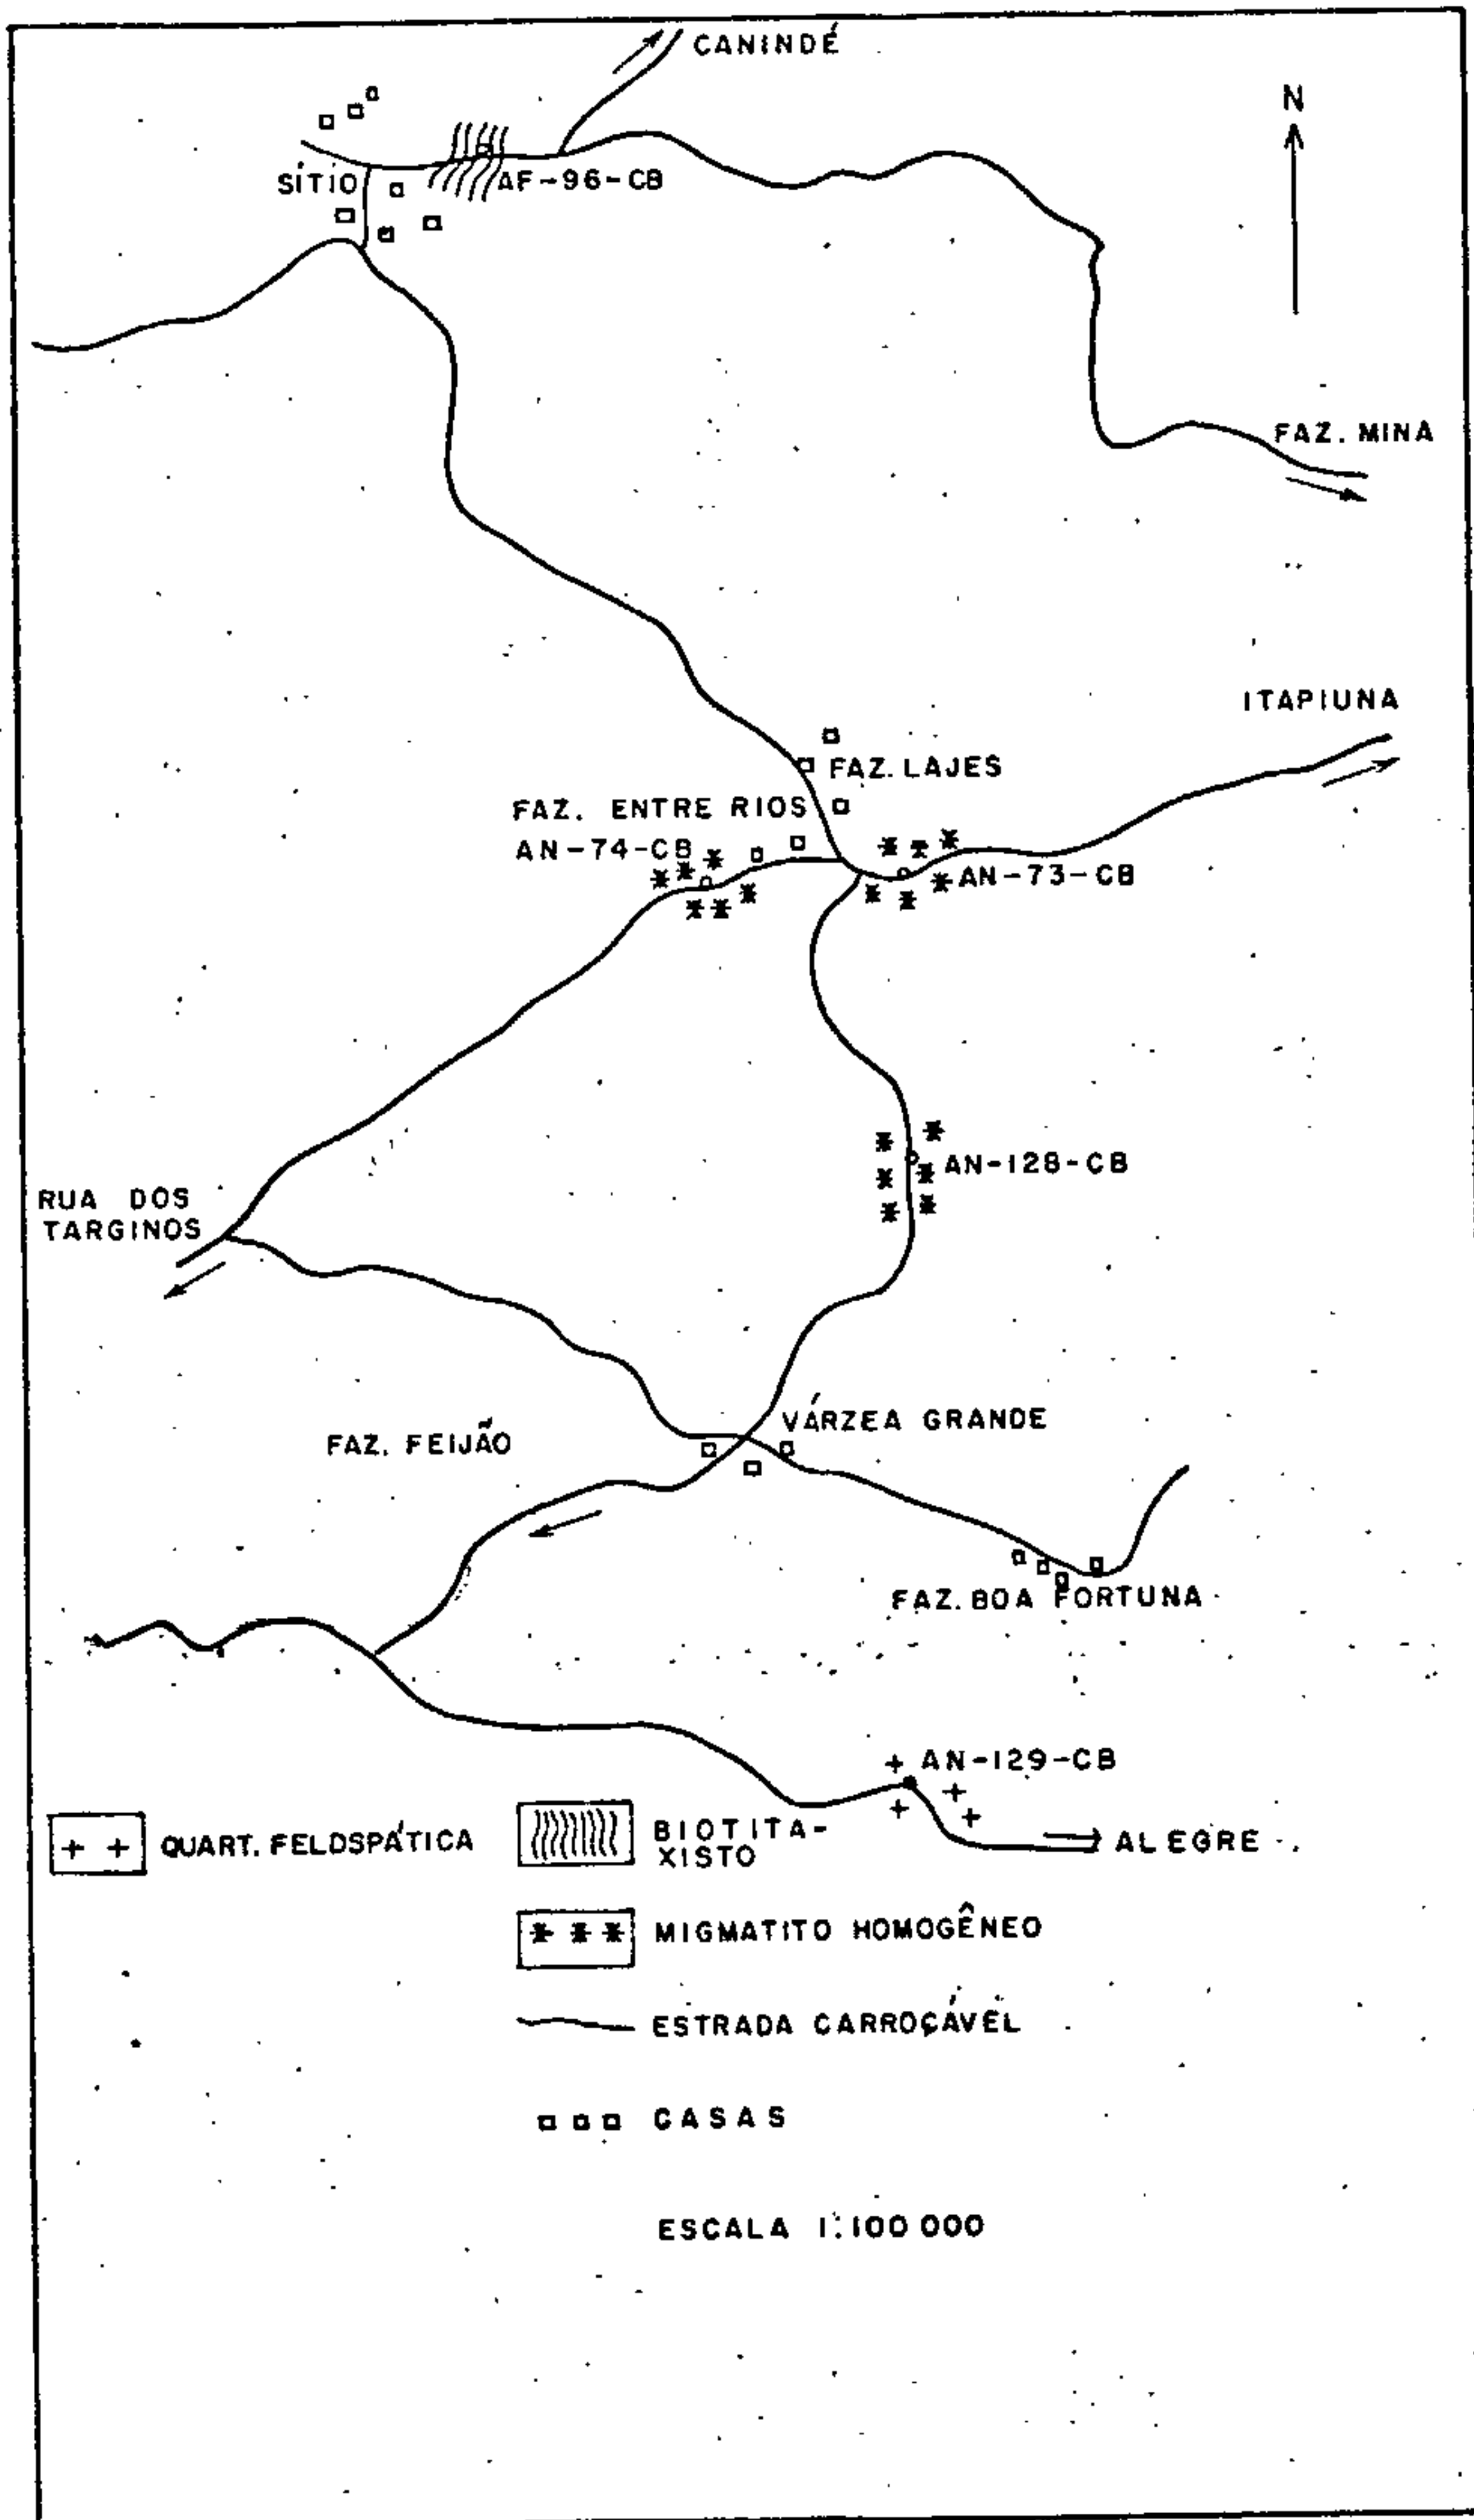 CANINDÉ
N
SÍTIO
AF-96-CB
FAZ. MINA
ITAPIUNA
FAZ. LAJES
FAZ. ENTRE RIOS
AN-74-CB
AN-73-CB
AN-128-CB
RUA DOS
TARGINOS
VÁRZEA GRANDE
FAZ. FEIJÃO
FAZ. BOA FORTUNA
AN-129-CB
QUART. FELDSPÁTICA
BIOTITA-
XISTO
ALEGRE
MIGMATITO HOMOGÊNEO
ESTRADA CARROÇÁVEL
CASAS
ESCALA 1:100 000